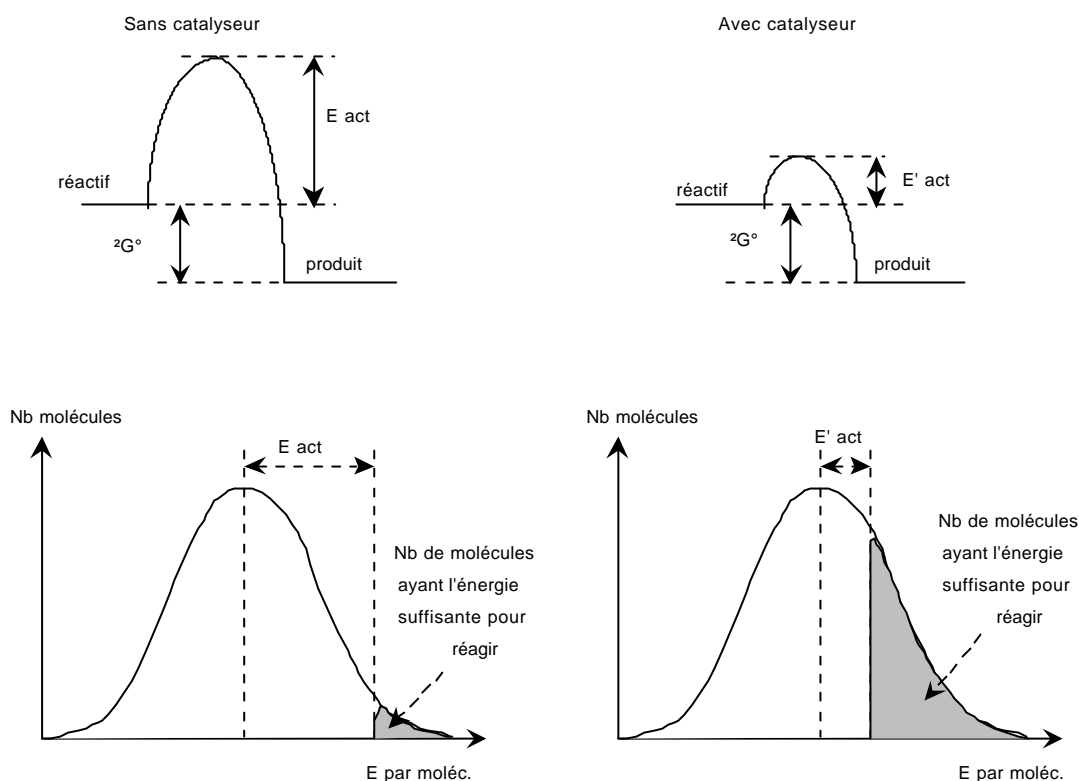 Sans catalyseur
E act
réactif
²G°
produit
Avec catalyseur
E' act
réactif
²G°
produit
Nb molécules
E act
Nb de molécules
ayant l'énergie
suffisante pour
réagir
E par moléc.
Nb molécules
E' act
Nb de molécules
ayant l'énergie
suffisante pour
réagir
E par moléc.